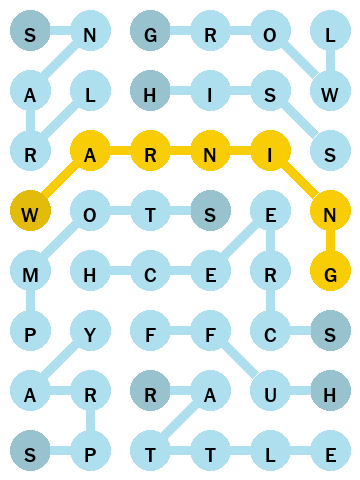 S N G R O L
A L H I S W
R A R N I S
W O T S E N
M H C E R G
P Y F F C S
A R R A U H
S P T T L E